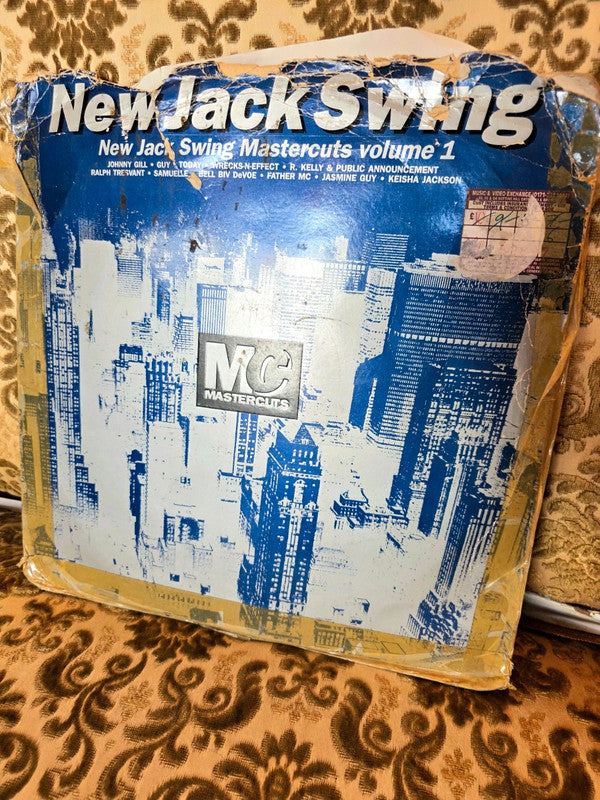 New Jack Swing
New Jack Swing Mastercuts volume 1
JOHNNY GILL • GUY • TODAY • WRECKS-N-EFFECT • R. KELLY & PUBLIC ANNOUNCEMENT
RALPH TRESVANT • SAMUELLE • BELL BIV DeVOE • FATHER MC • JASMINE GUY • KEISHA JACKSON
MUSIC & VIDEO EXCHANGE
£
MC
MASTERCUTS